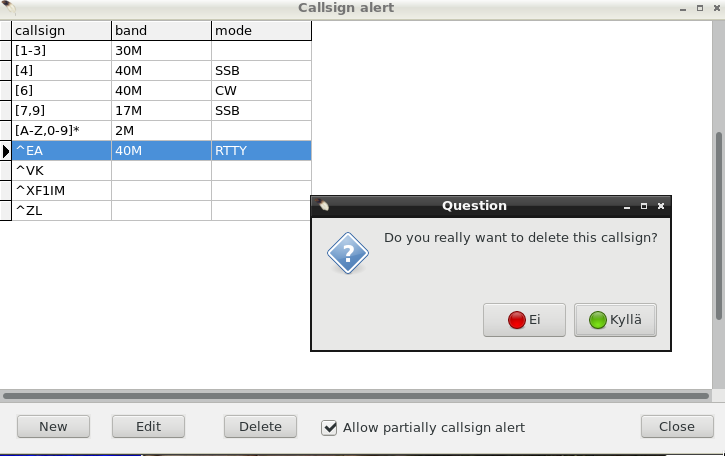 Callsign alert
callsign band mode
[1-3] 30M
[4] 40M SSB
[6] 40M CW
[7,9] 17M SSB
[A-Z,0-9]* 2M
^EA 40M RTTY
^VK
^XF1IM
^ZL
Question
Do you really want to delete this callsign?
Ei Kyllä
New Edit Delete Allow partially callsign alert Close